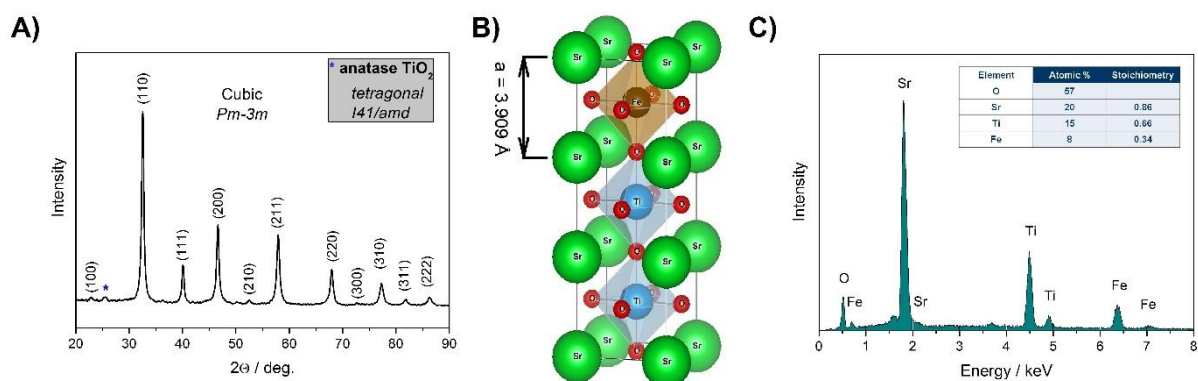 A)
* anatase TiO2
tetragonal
I41/amd
Cubic
Pm-3m
(100)
*
(110)
(111)
(200)
(210)
(211)
(220)
(300)
(310)
(311)
(222)
Intensity
20 30 40 50 60 70 80 90
2Θ / deg.
B)
a = 3.909 Å
Sr Sr
Sr O Sr
O Fe O
O
Sr Sr
Sr O Sr
O Ti O
O
Sr Sr
Sr O Sr
O Ti O
O
Sr Sr
Sr O Sr
C)
Element Atomic % Stoichiometry
O 57
Sr 20 0.86
Ti 15 0.66
Fe 8 0.34
Sr
O
Fe
Sr
Ti
Ti
Fe
Fe
Intensity
0 1 2 3 4 5 6 7 8
Energy / keV